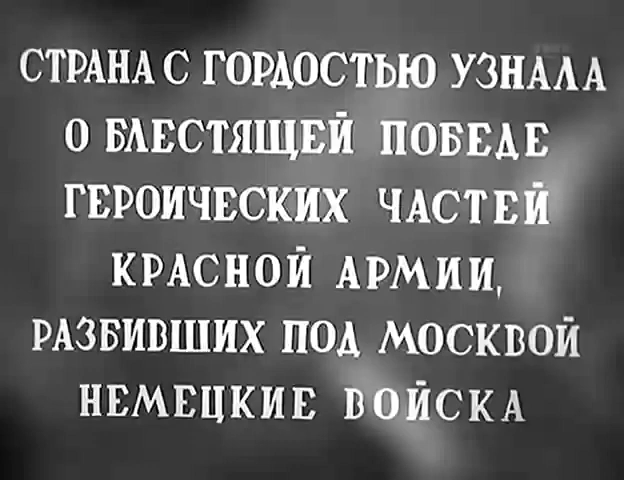 СТРАНА С ГОРДОСТЬЮ УЗНАЛА
О БЛЕСТЯЩЕЙ ПОБЕДЕ
ГЕРОИЧЕСКИХ ЧАСТЕЙ
КРАСНОЙ АРМИИ,
РАЗБИВШИХ ПОД МОСКВОЙ
НЕМЕЦКИЕ ВОЙСКА